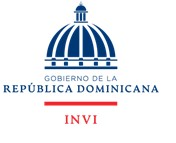 GOBIERNO DE LA
REPÚBLICA DOMINICANA
INVI